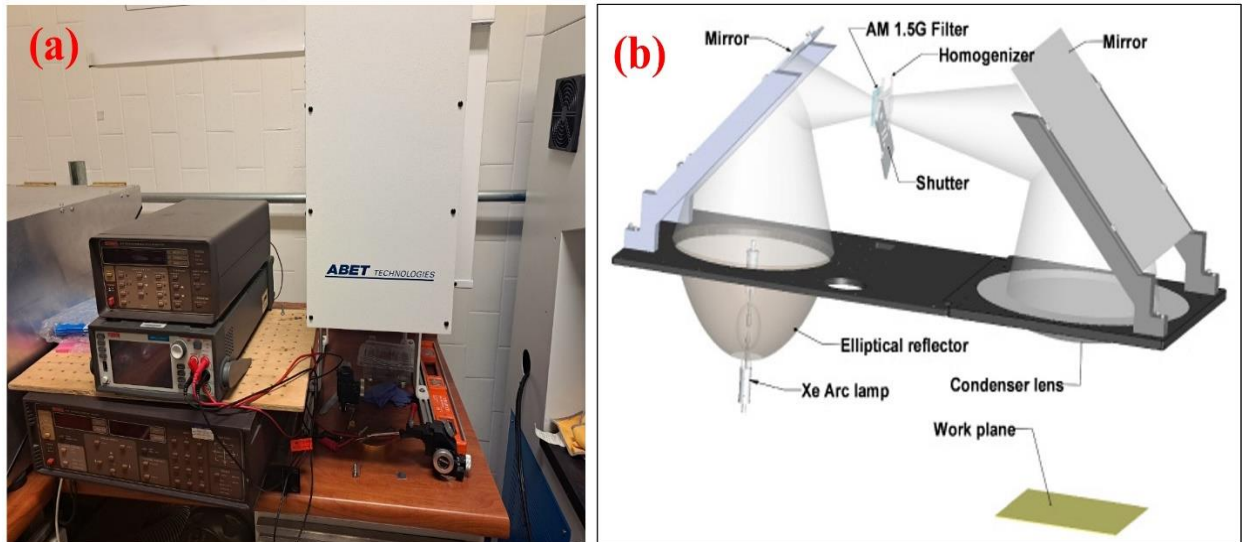 (a)
ABET TECHNOLOGIES
(b)
Mirror
AM 1.5G Filter
Homogenizer
Mirror
Shutter
Elliptical reflector
Xe Arc lamp
Condenser lens
Work plane